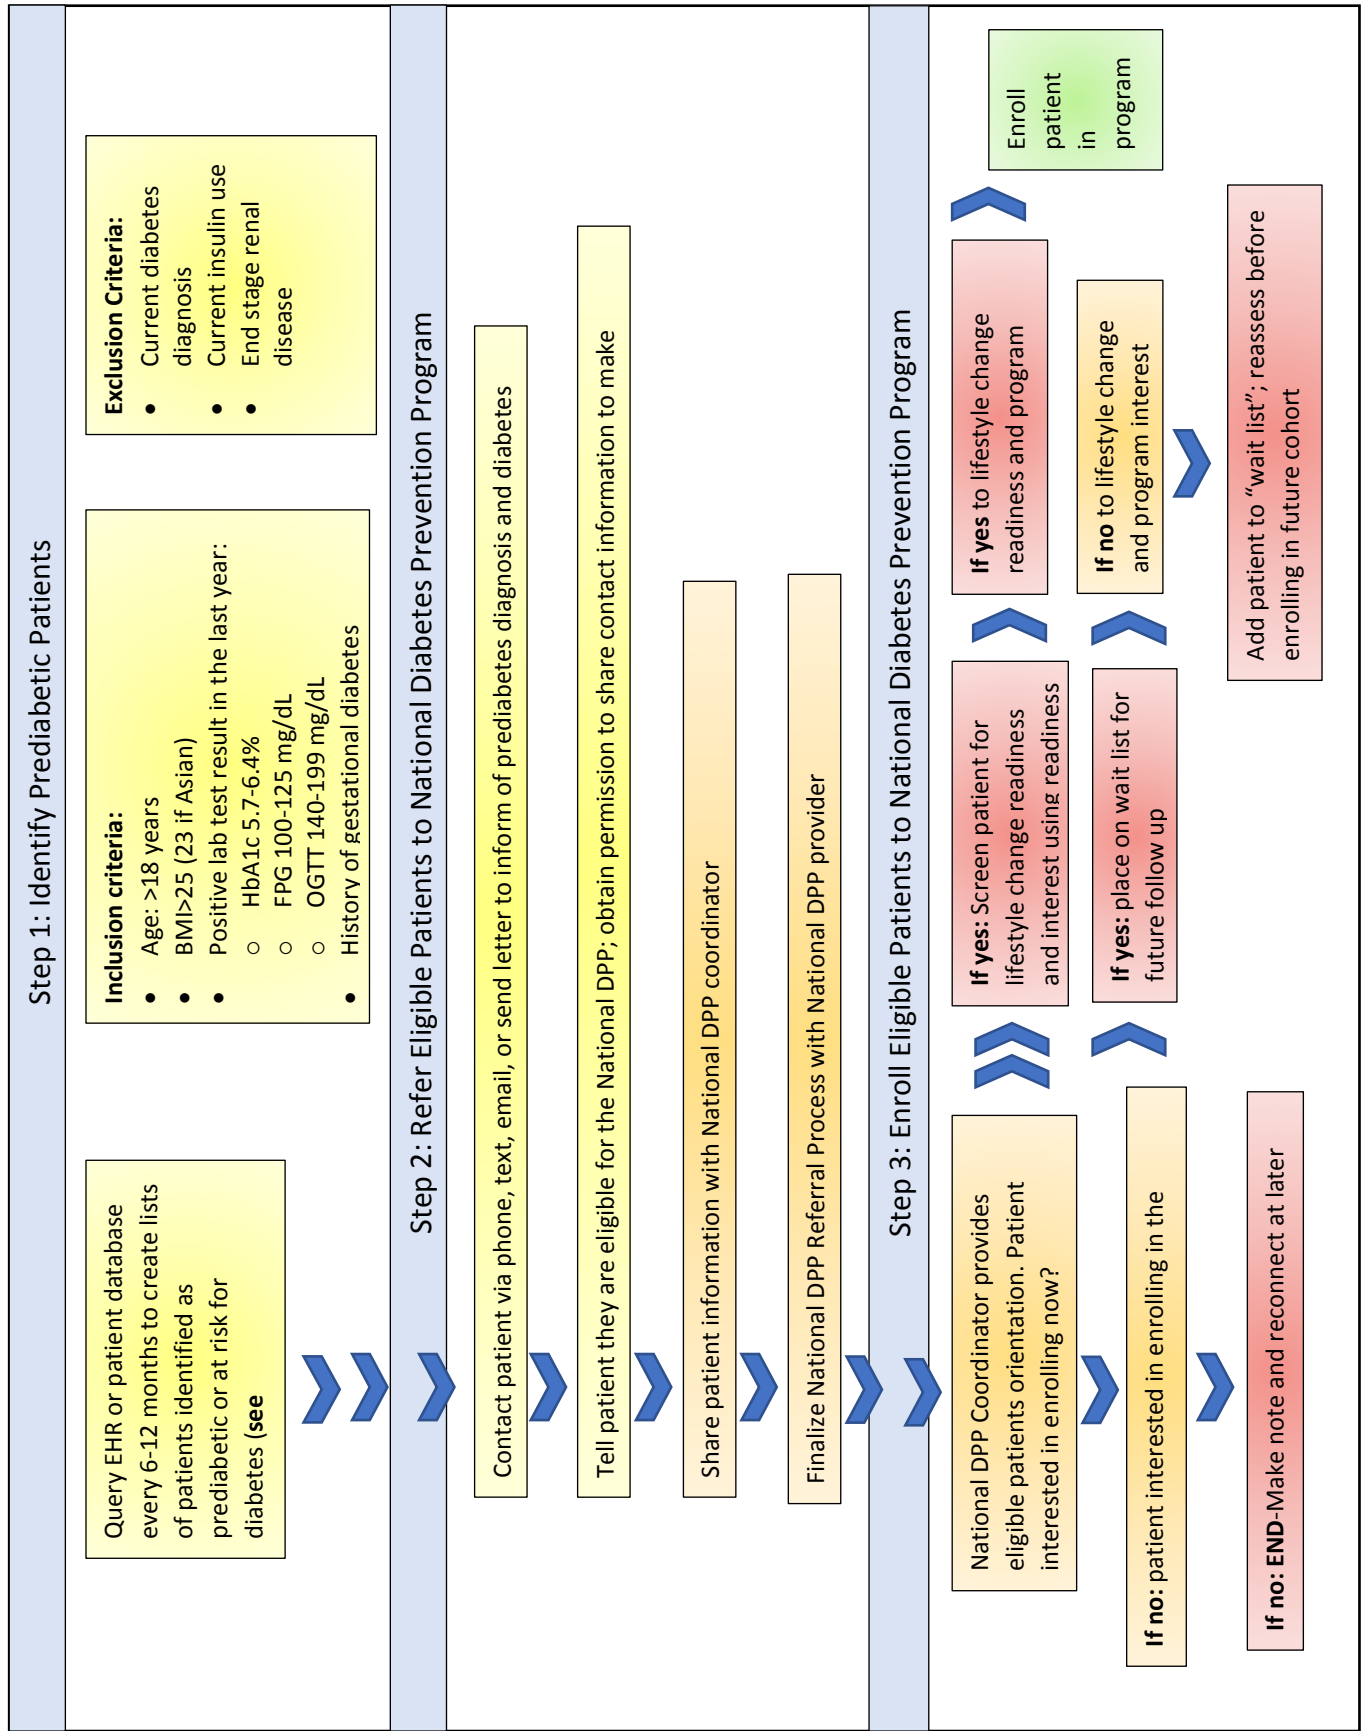 Step 1: Identify Prediabetic Patients
Query EHR or patient database
every 6-12 months to create lists
of patients identified as
prediabetic or at risk for
diabetes (see
Inclusion criteria:
● Age: >18 years
● BMI>25 (23 if Asian)
● Positive lab test result in the last year:
○ HbA1c 5.7-6.4%
○ FPG 100-125 mg/dL
○ OGTT 140-199 mg/dL
● History of gestational diabetes
Exclusion Criteria:
● Current diabetes
diagnosis
● Current insulin use
● End stage renal
disease
Step 2: Refer Eligible Patients to National Diabetes Prevention Program
Contact patient via phone, text, email, or send letter to inform of prediabetes diagnosis and diabetes
Tell patient they are eligible for the National DPP; obtain permission to share contact information to make
Share patient information with National DPP coordinator
Finalize National DPP Referral Process with National DPP provider
Step 3: Enroll Eligible Patients to National Diabetes Prevention Program
National DPP Coordinator provides
eligible patients orientation. Patient
interested in enrolling now?
If yes: Screen patient for
lifestyle change readiness
and interest using readiness
If yes to lifestyle change
readiness and program
Enroll
patient
in
program
If no: patient interested in enrolling in the
If yes: place on wait list for
future follow up
If no to lifestyle change
and program interest
If no: END-Make note and reconnect at later
Add patient to “wait list”; reassess before
enrolling in future cohort